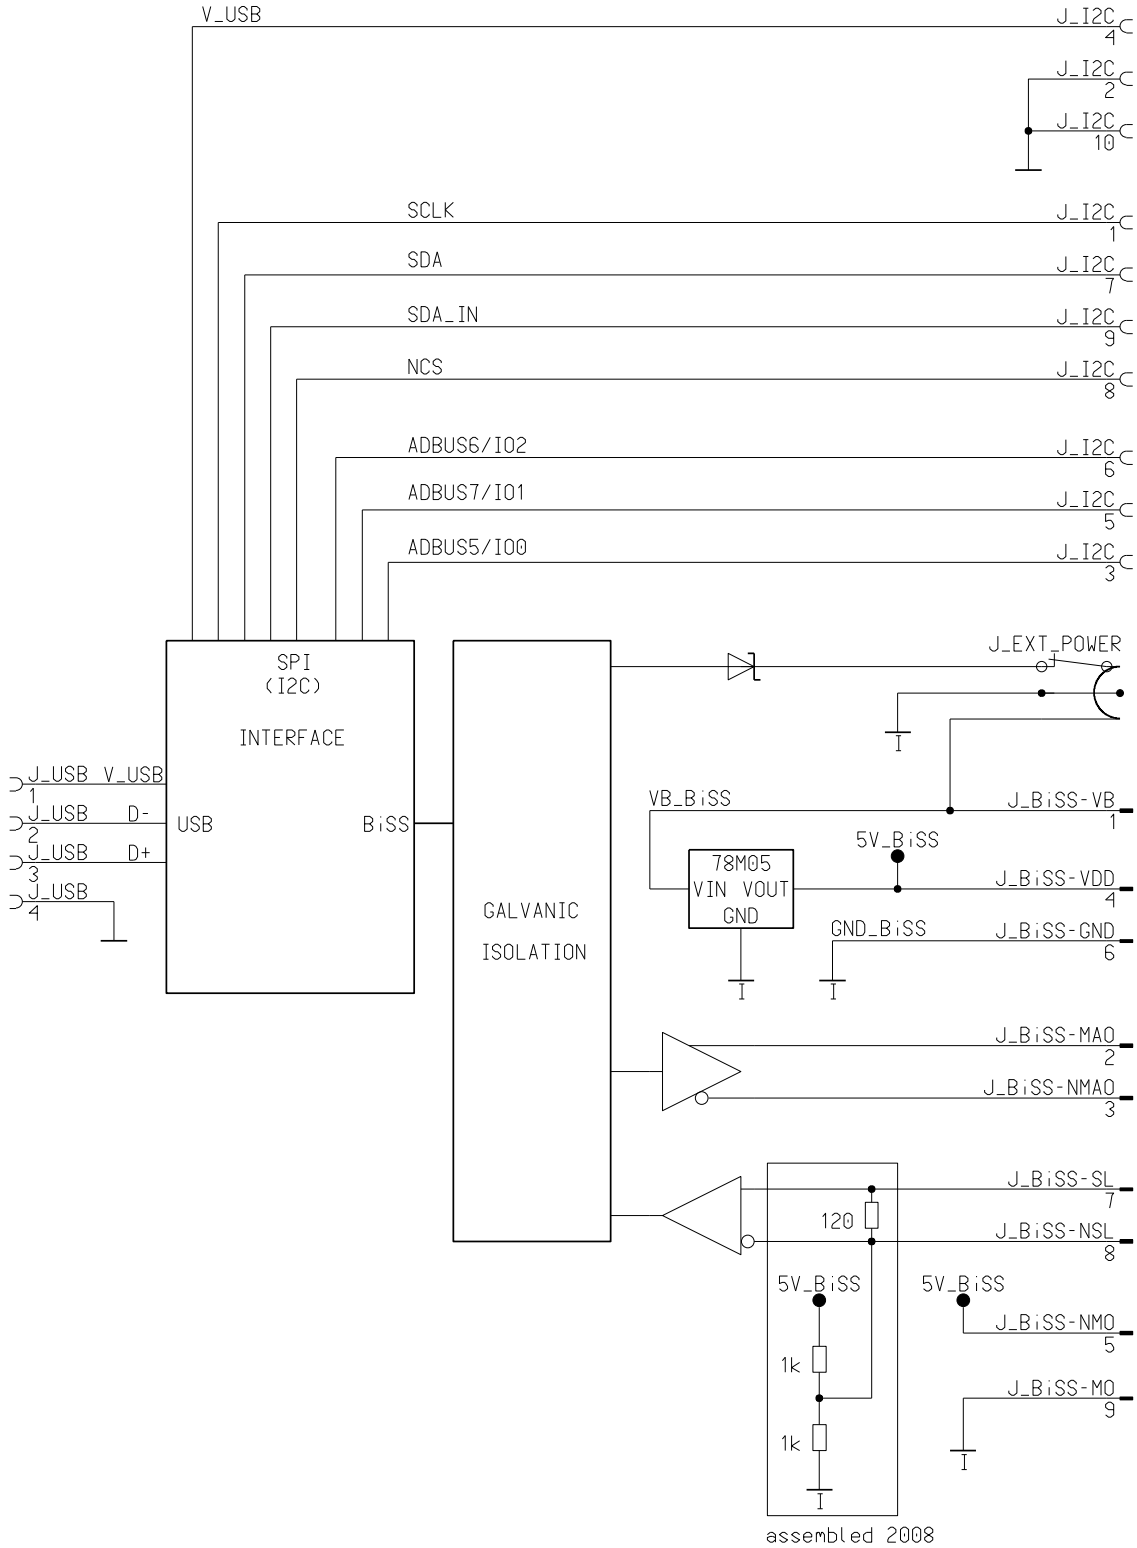 V_USB
J_I2C
4
J_I2C
2
J_I2C
10
SCLK
J_I2C
1
SDA
J_I2C
7
SDA_IN
J_I2C
9
NCS
J_I2C
8
ADBUS6/IO2
J_I2C
6
ADBUS7/IO1
J_I2C
5
ADBUS5/IO0
J_I2C
3
SPI
(I2C)
INTERFACE
J_EXT_POWER
I
J_USB V_USB
1
J_USB D-
2
J_USB D+
3
J_USB
4
USB
BiSS
GALVANIC
ISOLATION
VB_BiSS
J_BiSS-VB
1
5V_BiSS
78M05
VIN VOUT
GND
J_BiSS-VDD
4
GND_BiSS
J_BiSS-GND
6
I
I
J_BiSS-MAO
2
J_BiSS-NMAO
3
J_BiSS-SL
7
120
J_BiSS-NSL
8
5V_BiSS
5V_BiSS
J_BiSS-NMO
5
1k
J_BiSS-MO
9
1k
I
I
assembled 2008